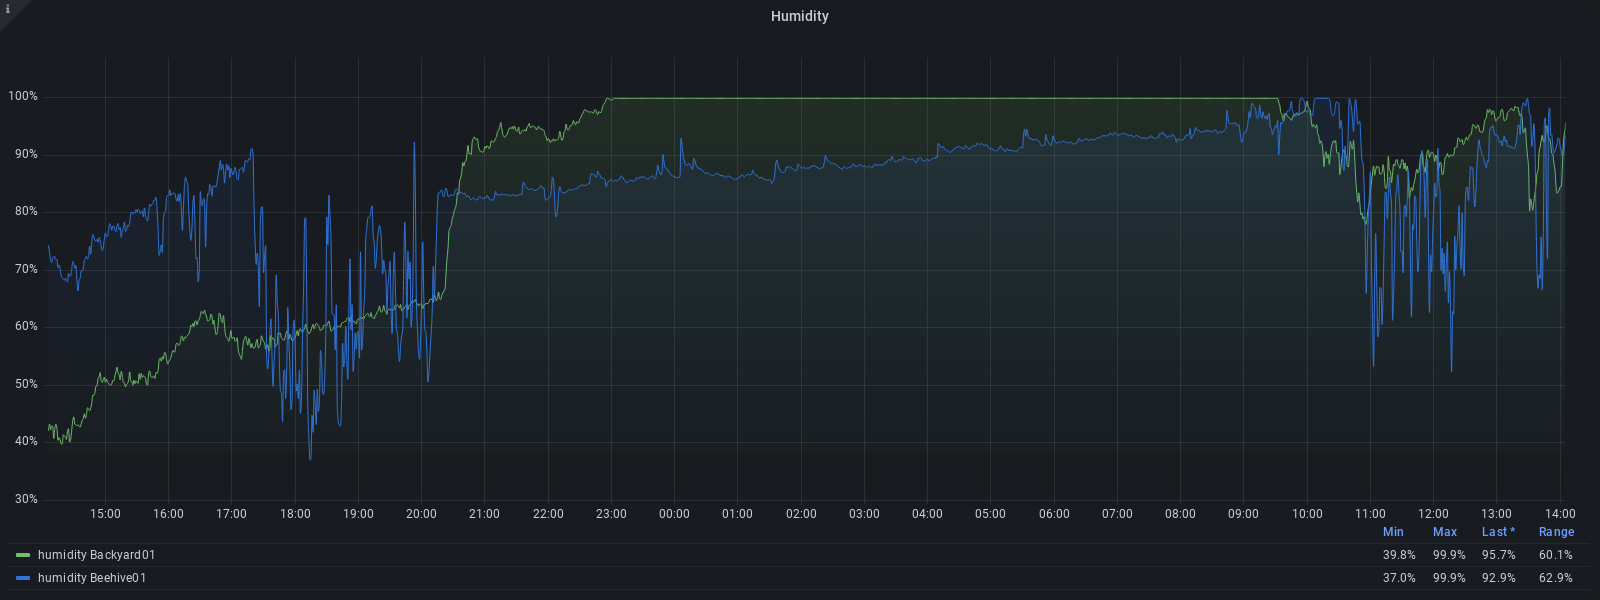 i
Humidity
100%
90%
80%
70%
60%
50%
40%
30%
15:00 16:00 17:00 18:00 19:00 20:00 21:00 22:00 23:00 00:00 01:00 02:00 03:00 04:00 05:00 06:00 07:00 08:00 09:00 10:00 11:00 12:00 13:00 14:00
Min Max Last * Range
humidity Backyard01 39.8% 99.9% 95.7% 60.1%
humidity Beehive01 37.0% 99.9% 92.9% 62.9%